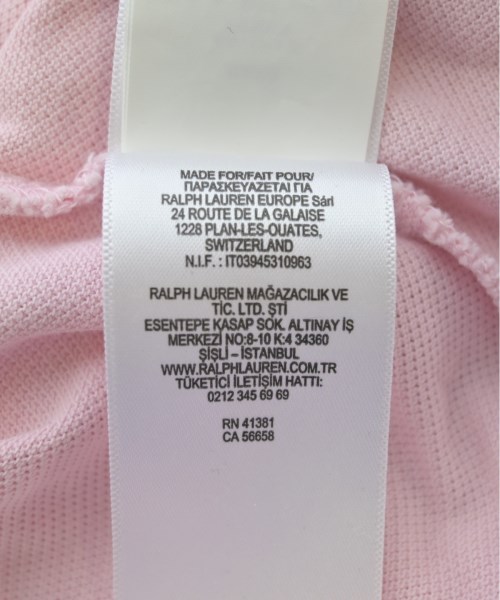 MADE FOR/FAIT POUR/
ΠΑΡΑΣΚΕΥΑΖΕΤΑΙ ΓΙΑ
RALPH LAUREN EUROPE Sàrl
24 ROUTE DE LA GALAISE
1228 PLAN-LES-OUATES,
SWITZERLAND
N.I.F. : IT03945310963
RALPH LAUREN MAĞAZACILIK VE
TİC. LTD. ŞTİ
ESENTEPE KASAP SOK. ALTINAY İŞ
MERKEZİ NO:8-10 K:4 34360
ŞİŞLİ – İSTANBUL
WWW.RALPHLAUREN.COM.TR
TÜKETİCİ İLETİŞİM HATTI:
0212 345 69 69
RN 41381
CA 56658